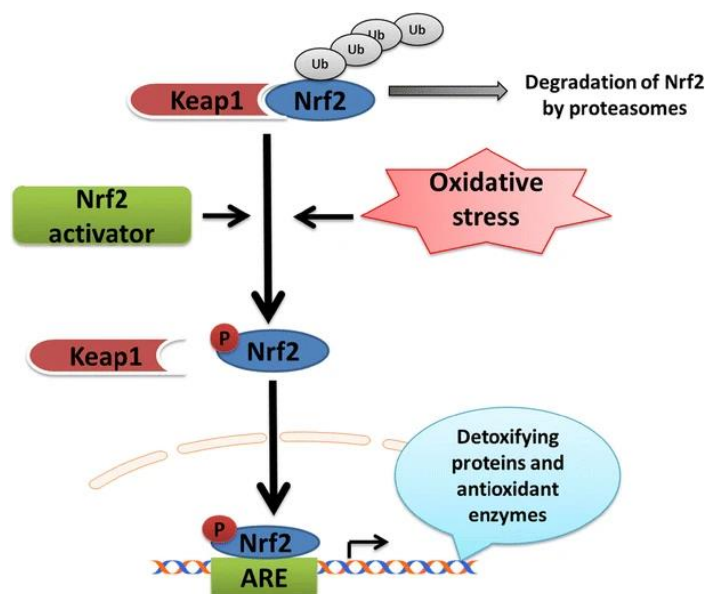 Ub
Ub
Ub
Ub
Keap1
Nrf2
Degradation of Nrf2
by proteasomes
Nrf2
activator
Oxidative
stress
Keap1
P
Nrf2
Detoxifying
proteins and
antioxidant
enzymes
P
Nrf2
ARE